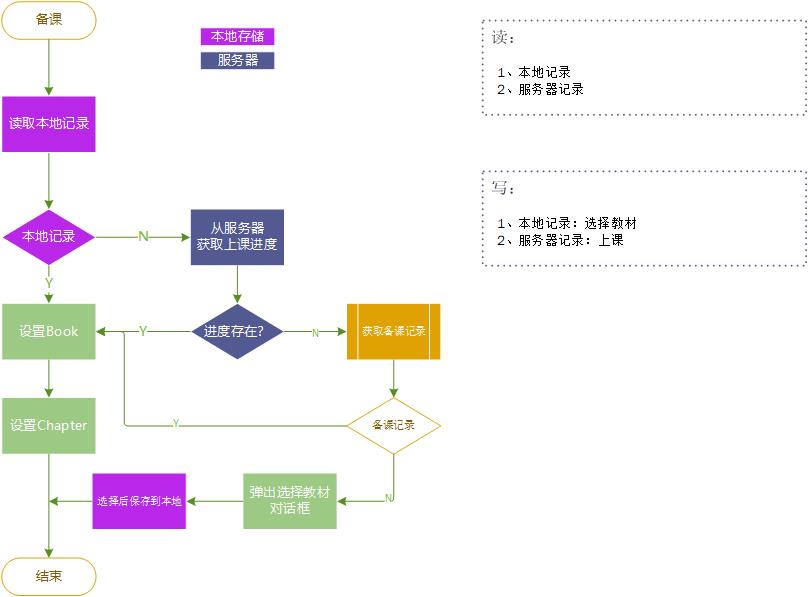 备课
本地存储
服务器
读取本地记录
本地记录
N
从服务器
获取上课进度
Y
设置Book
Y
进度存在?
N
获取备课记录
设置Chapter
Y
备课记录
选择后保存到本地
弹出选择教材
对话框
N
结束
读:
1、本地记录
2、服务器记录
写:
1、本地记录: 选择教材
2、服务器记录: 上课